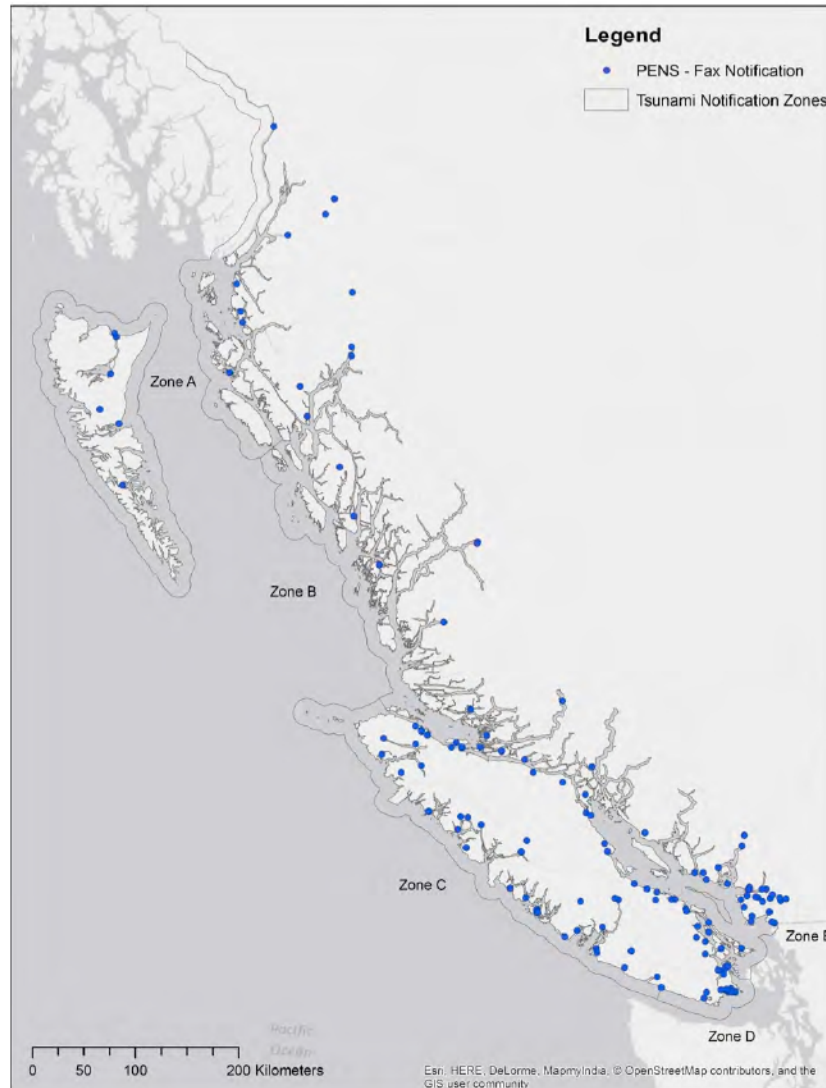 Legend
PENS - Fax Notification
Tsunami Notification Zones
Zone A
Zone B
Zone C
Zone E
Zone D
Pacific
Ocean
0 50 100 200 Kilometers
Esri, HERE, DeLorme, MapmyIndia, © OpenStreetMap contributors, and the
GIS user community